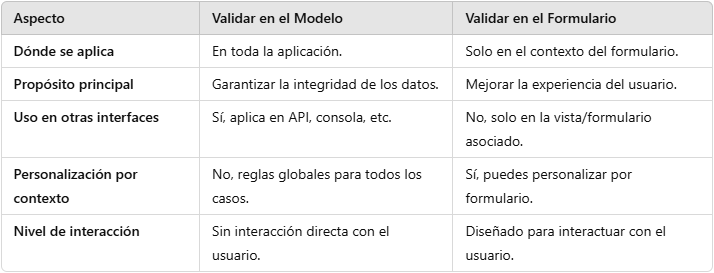 Aspecto Validar en el Modelo Validar en el Formulario
Dónde se aplica En toda la aplicación. Solo en el contexto del formulario.
Propósito principal Garantizar la integridad de los datos. Mejorar la experiencia del usuario.
Uso en otras interfaces Sí, aplica en API, consola, etc. No, solo en la vista/formulario
asociado.
Personalización por No, reglas globales para todos los Sí, puedes personalizar por
contexto casos. formulario.
Nivel de interacción Sin interacción directa con el Diseñado para interactuar con el
usuario. usuario.